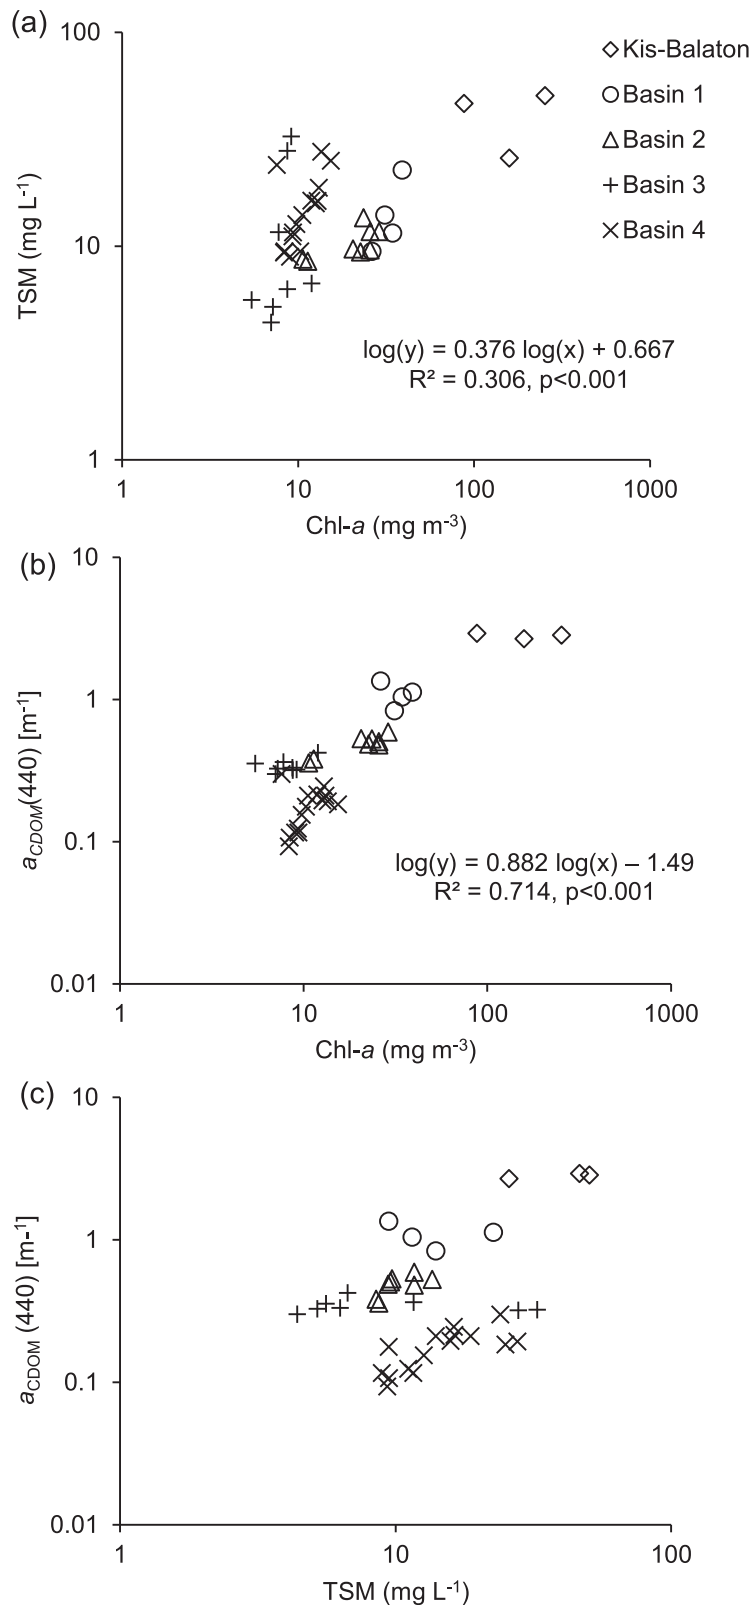 (a)
100
10
1
TSM (mg L⁻¹)
◇Kis-Balaton
○Basin 1
△Basin 2
+Basin 3
×Basin 4
log(y) = 0.376 log(x) + 0.667
R² = 0.306, p<0.001
1 10 100 1000
Chl-a (mg m⁻³)
(b)
10
1
0.1
0.01
aCDOM(440) [m⁻¹]
log(y) = 0.882 log(x) – 1.49
R² = 0.714, p<0.001
1 10 100 1000
Chl-a (mg m⁻³)
(c)
10
1
0.1
0.01
aCDOM (440) [m-¹]
1 10 100
TSM (mg L⁻¹)